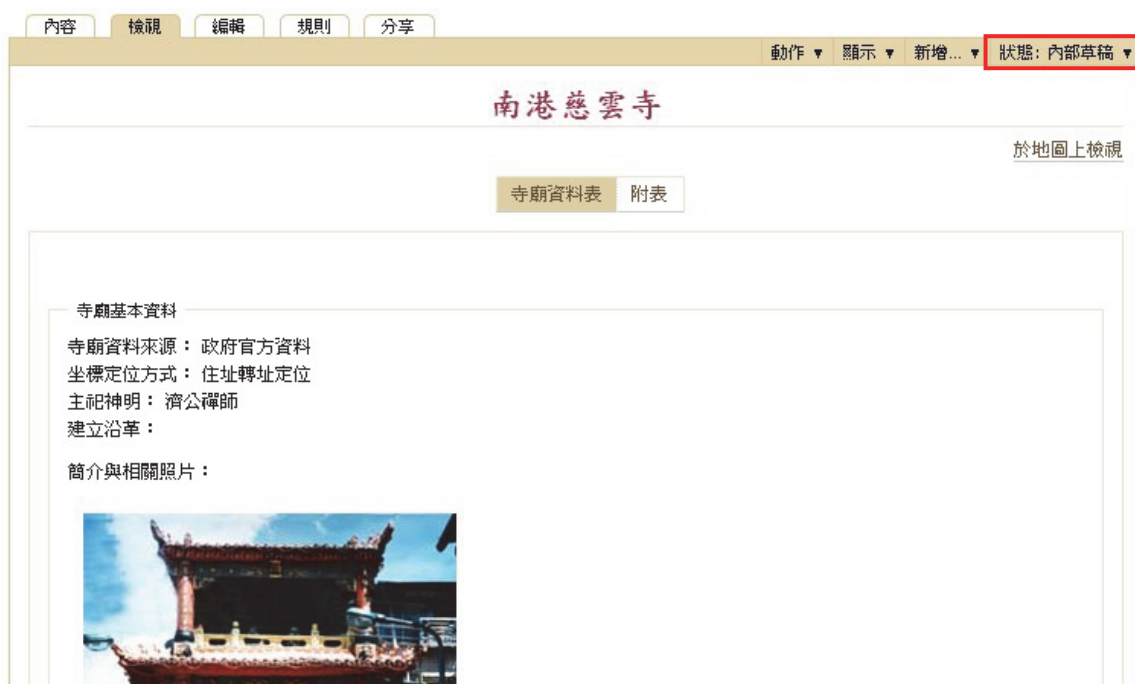 內容 檢視 編輯 規則 分享
動作 ▼ 顯示 ▼ 新增... ▼ 狀態: 內部草稿 ▼
南港慈雲寺
於地圖上檢視
寺廟資料表 附表
寺廟基本資料
寺廟資料來源： 政府官方資料
坐標定位方式： 住址轉址定位
主祀神明： 濟公禪師
建立沿革：
簡介與相關照片：